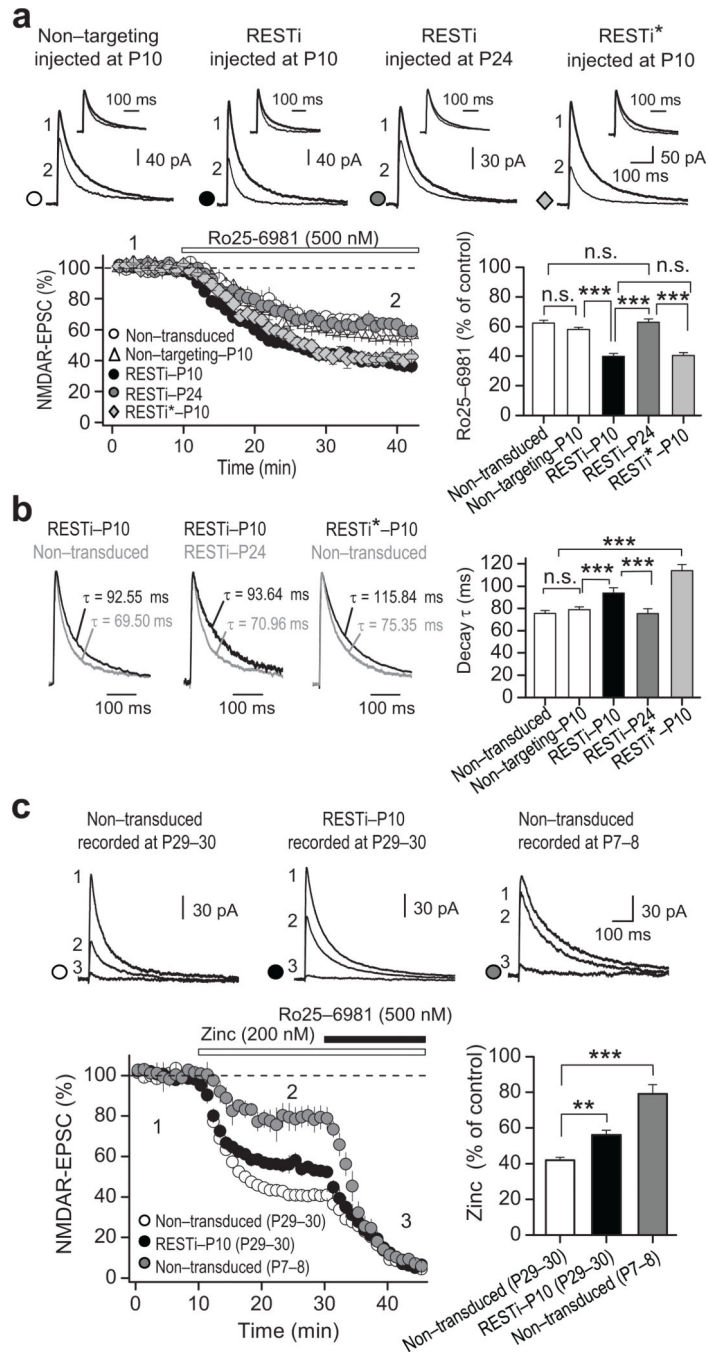 a
Non–targeting
injected at P10
RESTi
injected at P10
RESTi
injected at P24
RESTi*
injected at P10
100 ms
100 ms
100 ms
100 ms
1
2
40 pA
1
2
40 pA
1
2
30 pA
1
2
50 pA
100 ms
Ro25-6981 (500 nM)
NMDAR-EPSC (%)
100
80
60
40
20
0
1
2
Non–transduced
Non–targeting–P10
RESTi–P10
RESTi–P24
RESTi*–P10
0 10 20 30 40
Time (min)
Ro25–6981 (% of control)
100
80
60
40
20
0
n.s.
n.s.
n.s. *** *** ***
Non–transduced
Non–targeting–P10
RESTi–P10
RESTi–P24
RESTi*–P10
b
RESTi–P10
Non–transduced
RESTi–P10
RESTi–P24
RESTi*–P10
Non–transduced
τ = 92.55 ms
τ = 69.50 ms
τ = 93.64 ms
τ = 70.96 ms
τ = 115.84 ms
τ = 75.35 ms
100 ms
100 ms
100 ms
Decay τ (ms)
160
140
120
100
80
60
40
20
0
***
n.s. *** ***
Non–transduced
Non–targeting–P10
RESTi–P10
RESTi–P24
RESTi*–P10
c
Non–transduced
recorded at P29–30
RESTi–P10
recorded at P29–30
Non–transduced
recorded at P7–8
1
2
3
30 pA
1
2
3
30 pA
1
2
3
30 pA
100 ms
Ro25–6981 (500 nM)
Zinc (200 nM)
NMDAR–EPSC (%)
100
80
60
40
20
0
1
2
3
Non–transduced (P29–30)
RESTi–P10 (P29–30)
Non–transduced (P7–8)
0 10 20 30 40
Time (min)
Zinc (% of control)
100
80
60
40
20
0
***
**
Non–transduced (P29–30)
RESTi–P10 (P29–30)
Non–transduced (P7–8)